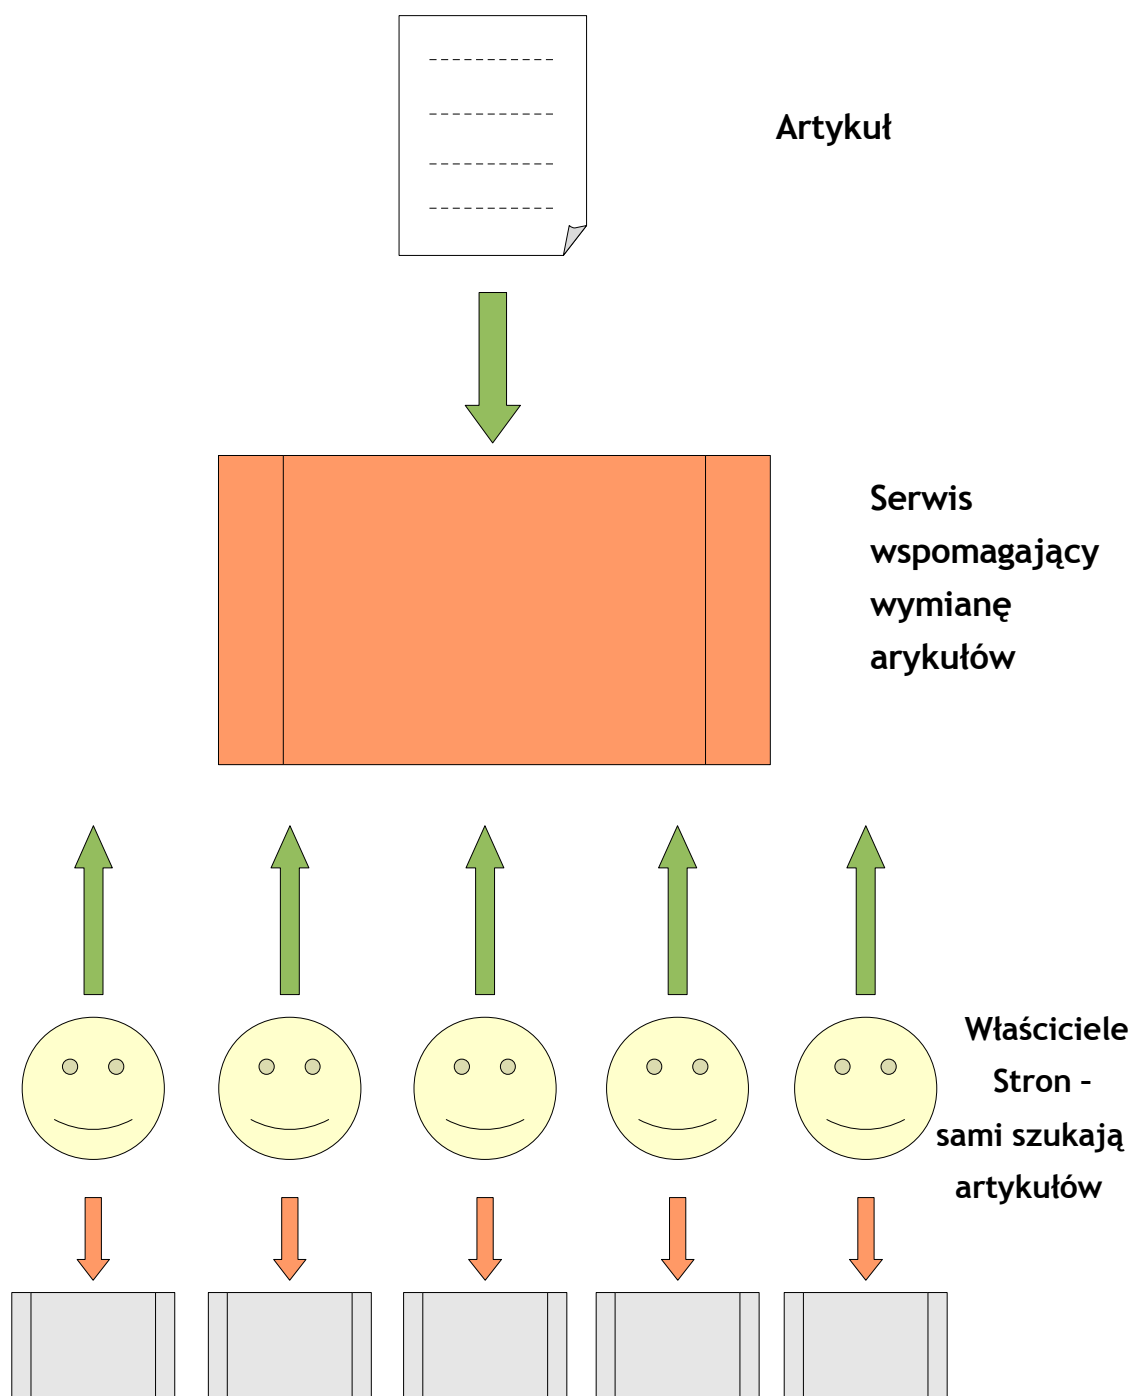 Artykuł
Serwis
wspomagający
wymianę
arykułów
Właściciele
Stron –
sami szukają
artykułów